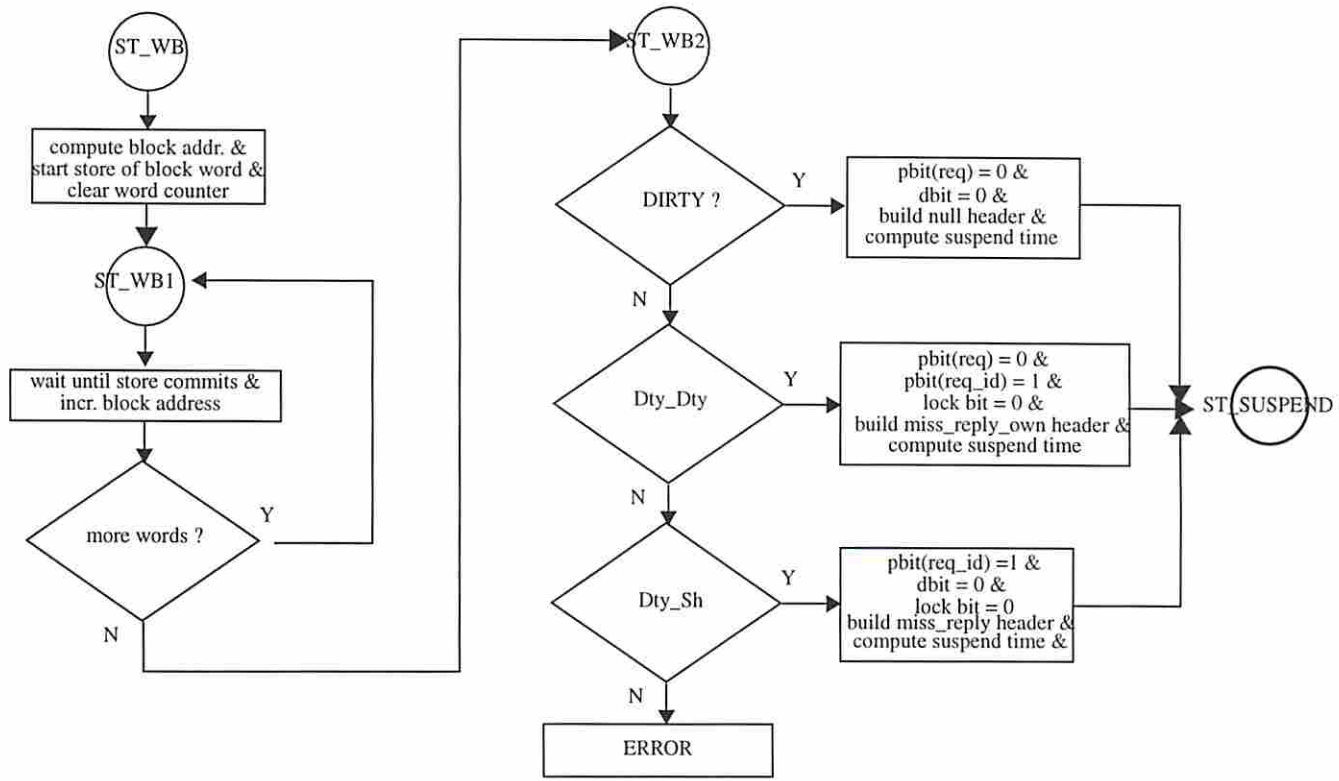 ST_WB
compute block addr. &
start store of block word &
clear word counter
ST_WB1
wait until store commits &
incr. block address
more words ?
Y
N
ST_WB2
DIRTY ?
Y
N
pbit(req) = 0 &
dbit = 0 &
build null header &
compute suspend time
Dty_Dty
Y
N
pbit(req) = 0 &
pbit(req_id) = 1 &
lock bit = 0 &
build miss_reply_own header &
compute suspend time
Dty_Sh
Y
N
pbit(req_id) =1 &
dbit = 0 &
lock bit = 0
build miss_reply header &
compute suspend time &
ERROR
ST_SUSPEND